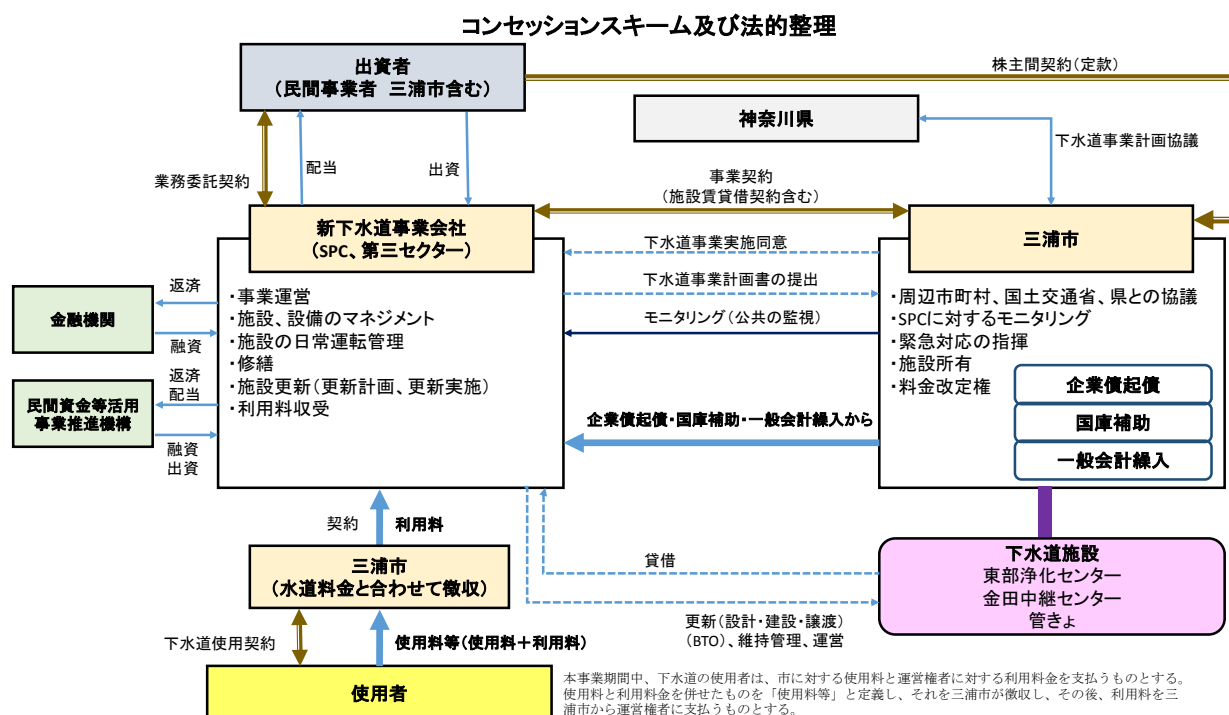 コンセッションスキーム及び法的整理
出資者
(民間事業者　三浦市含む)
株主間契約(定款)
神奈川県
下水道事業計画協議
業務委託契約
配当
出資
事業契約
(施設賃貸借契約含む)
新下水道事業会社
(SPC、第三セクター)
三浦市
下水道事業実施同意
下水道事業計画書の提出
モニタリング(公共の監視)
・事業運営
・施設、設備のマネジメント
・施設の日常運転管理
・修繕
・施設更新(更新計画、更新実施)
・利用料収受
・周辺市町村、国土交通省、県との協議
・SPCに対するモニタリング
・緊急対応の指揮
・施設所有
・料金改定権
企業債起債
国庫補助
一般会計繰入
返済
金融機関
融資
返済
配当
民間資金等活用
事業推進機構
融資
出資
企業債起債・国庫補助・一般会計繰入から
契約
利用料
三浦市
(水道料金と合わせて徴収)
貸借
下水道施設
東部浄化センター
金田中継センター
管きょ
更新(設計・建設・譲渡)
(BTO)、維持管理、運営
下水道使用契約
使用料等(使用料＋利用料)
使用者
本事業期間中、下水道の使用者は、市に対する使用料と運営権者に対する利用料金を支払うものとする。
使用料と利用料金を併せたものを「使用料等」と定義し、それを三浦市が徴収し、その後、利用料を三
浦市から運営権者に支払うものとする。